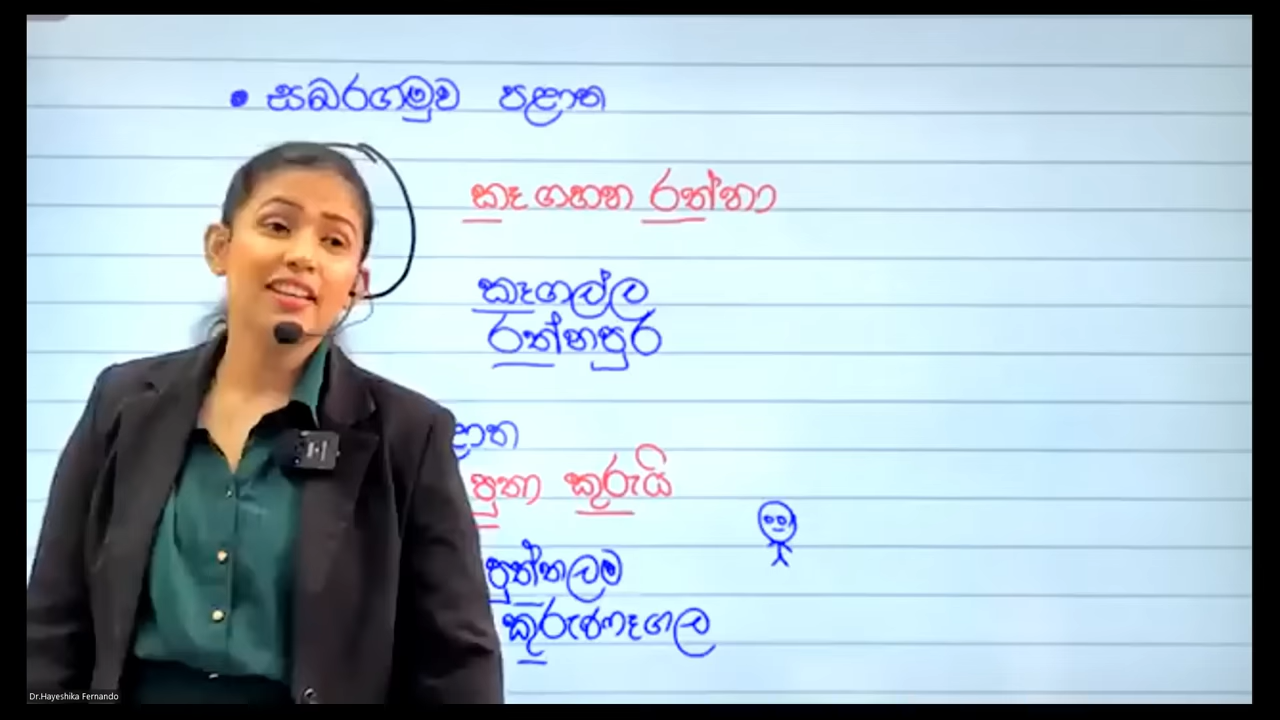 • සබරගමුව පළාත
කෑ ගහන රත්නා
කෑගල්ල
රත්නපුර
ළාත
පුතා කුරුයි
පුත්තලම
කුරුණෑගල
Dr.Hayeshika Fernando